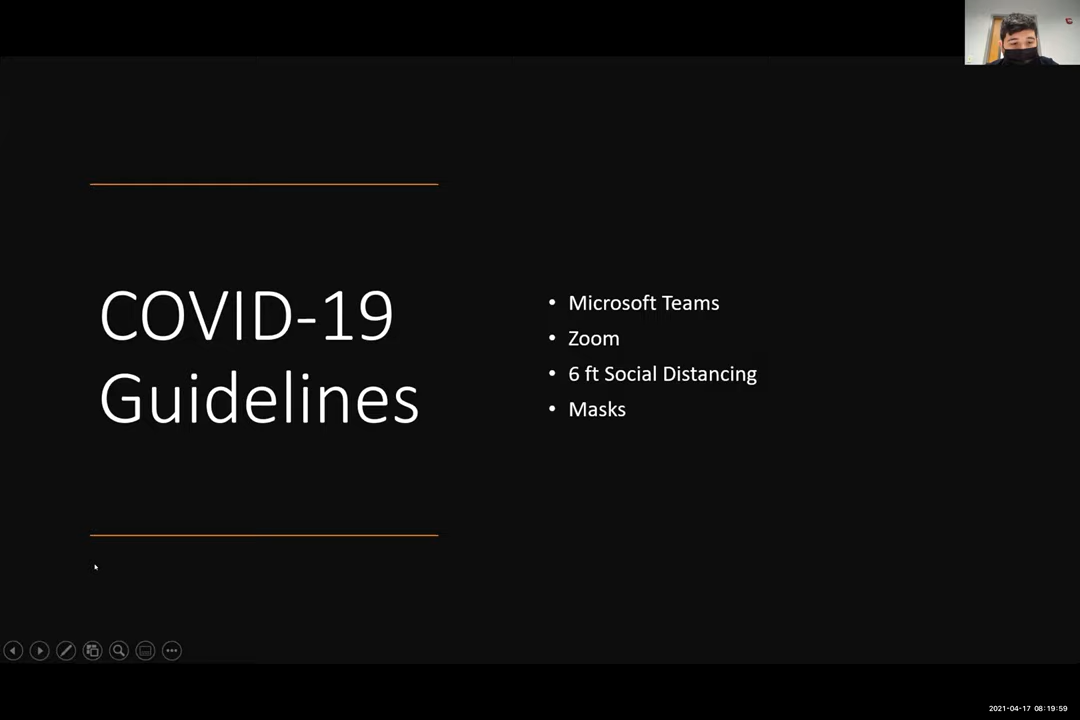 COVID-19
Guidelines
• Microsoft Teams
• Zoom
• 6 ft Social Distancing
• Masks
2021-04-17 08:19:59